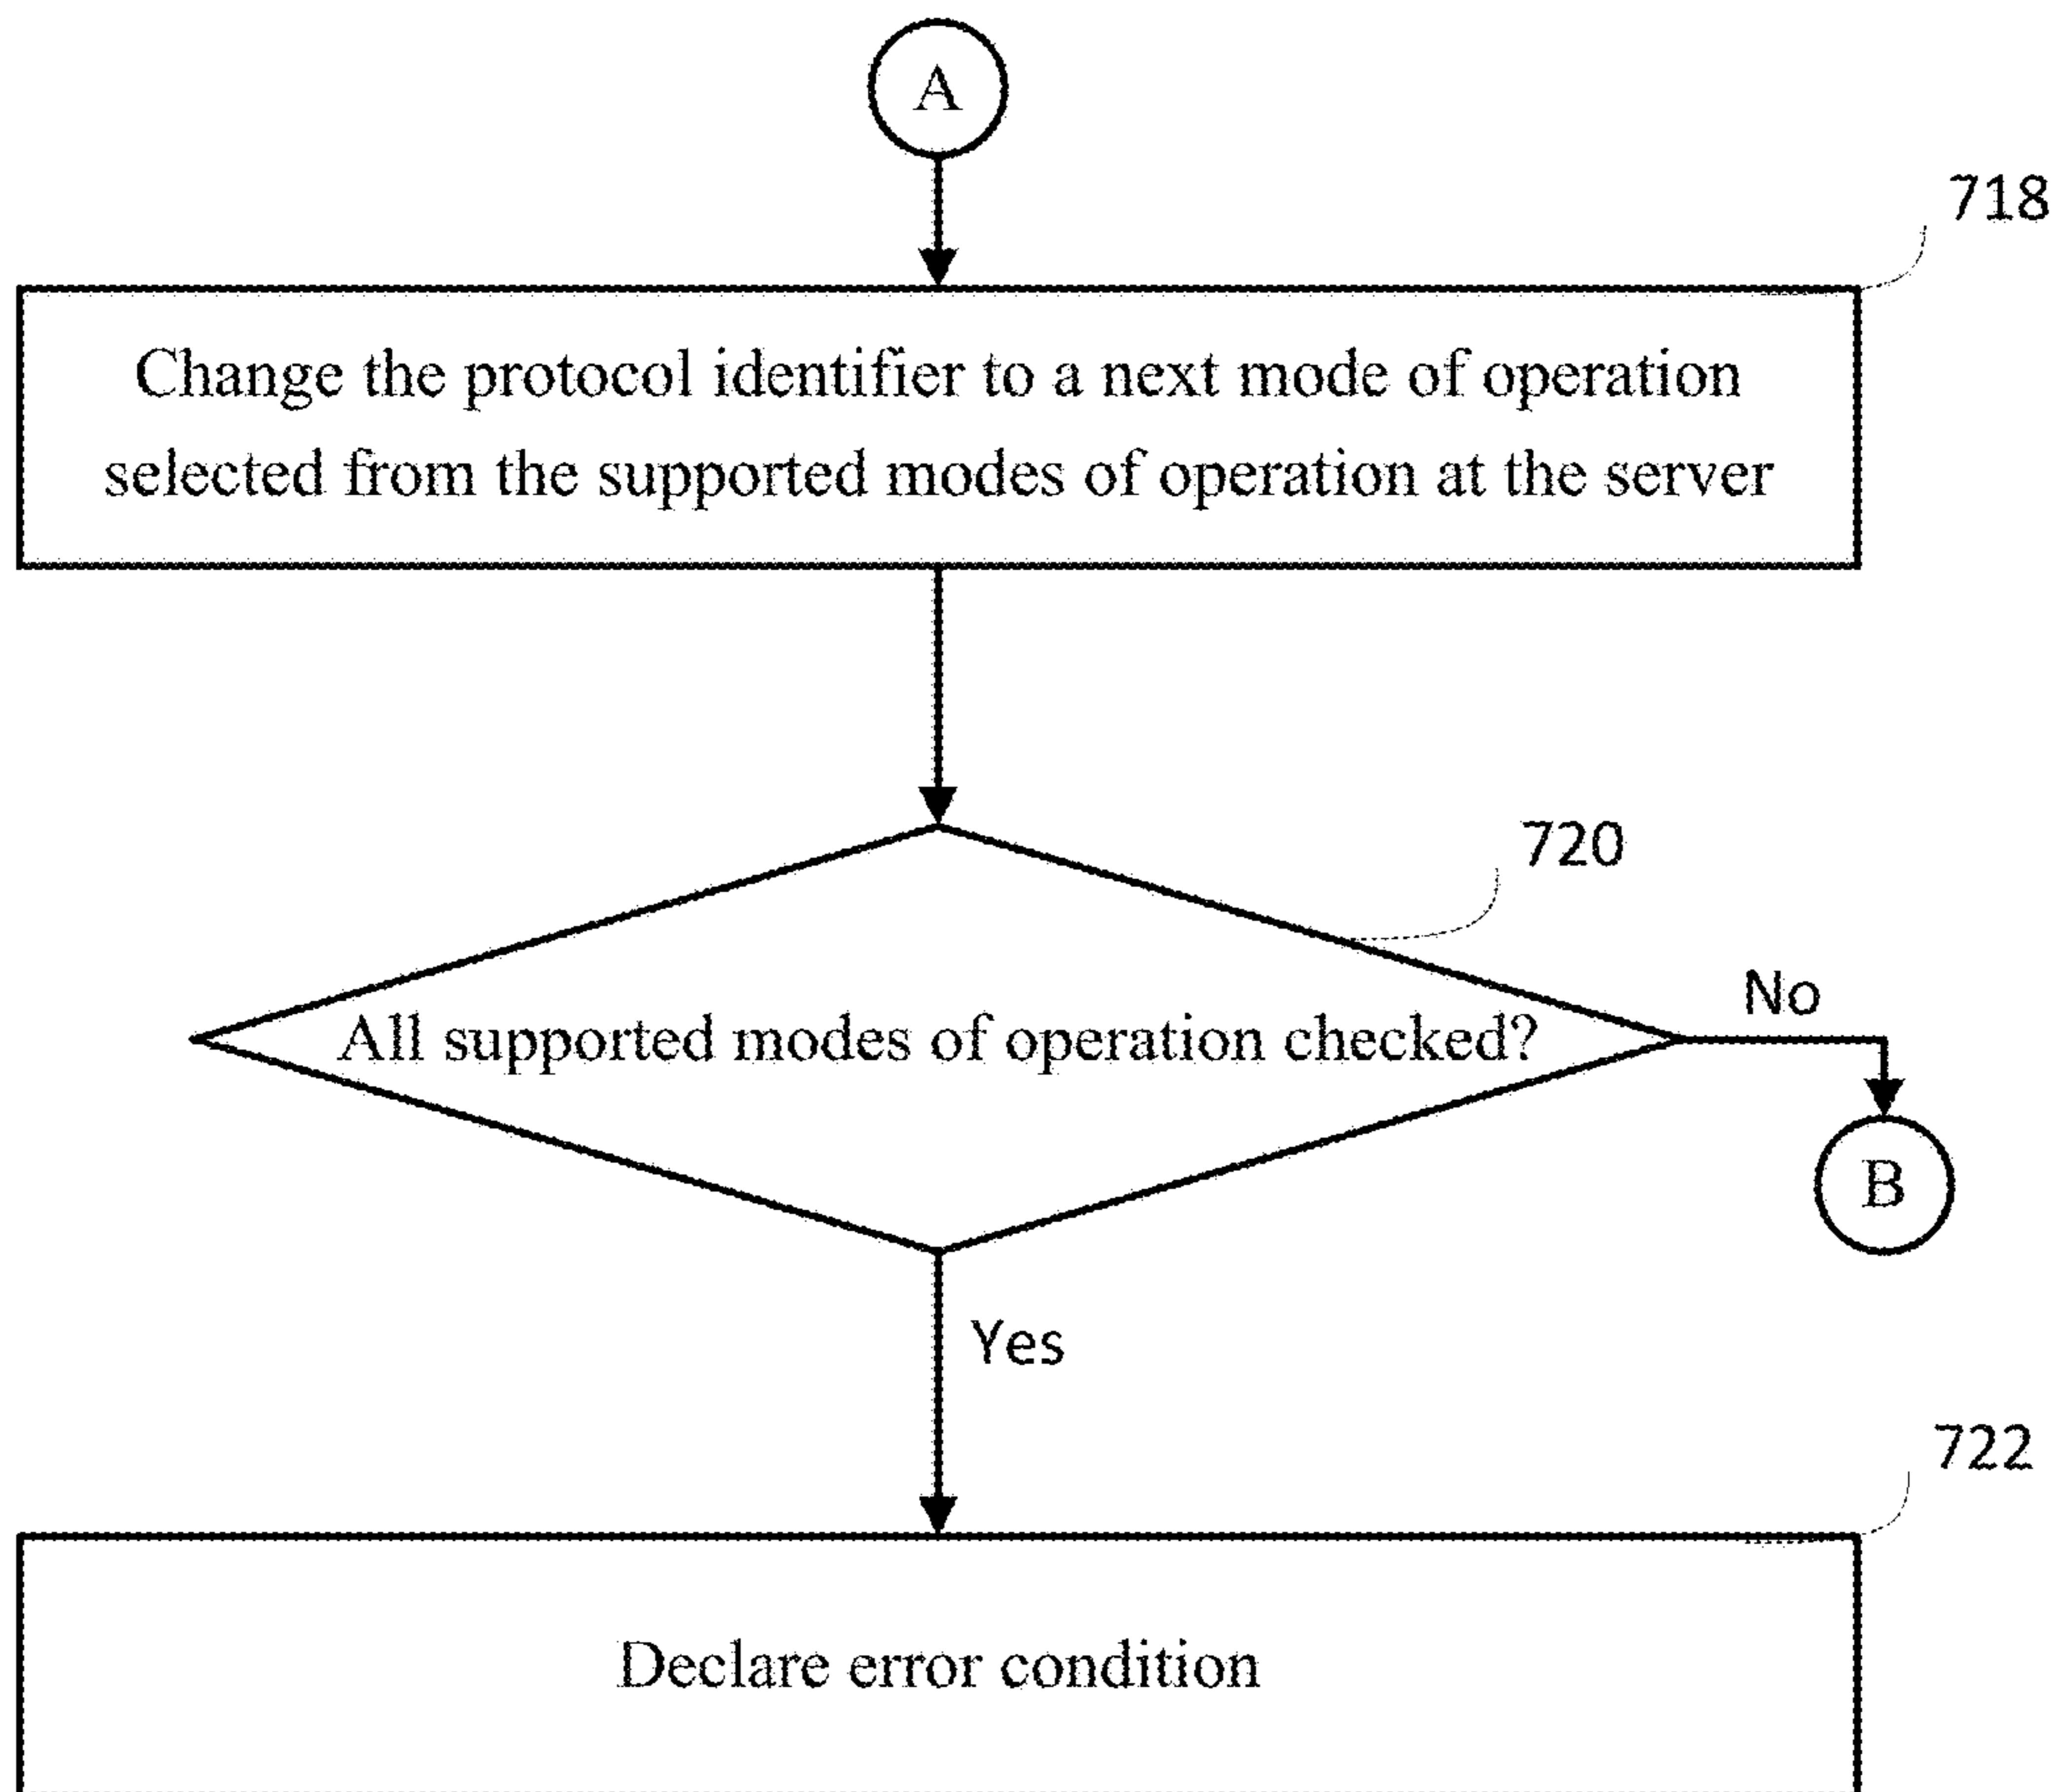 A
718
Change the protocol identifier to a next mode of operation
selected from the supported modes of operation at the server
720
All supported modes of operation checked?
No
B
Yes
722
Declare error condition